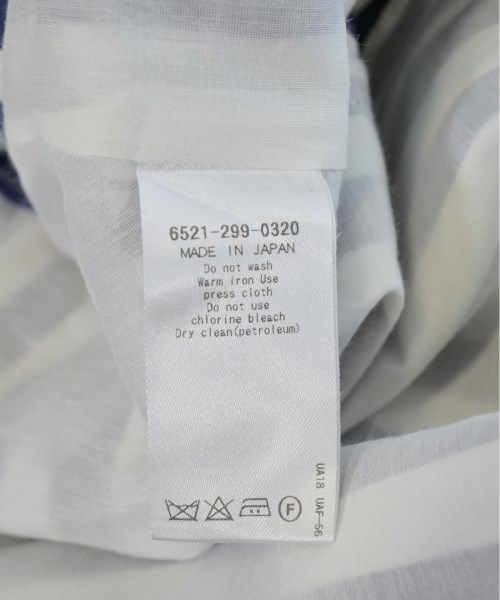 6521-299-0320
MADE IN JAPAN
Do not wash
Warm iron Use
press cloth
Do not use
chlorine bleach
Dry clean(petroleum)
F
UA18 UAF-56